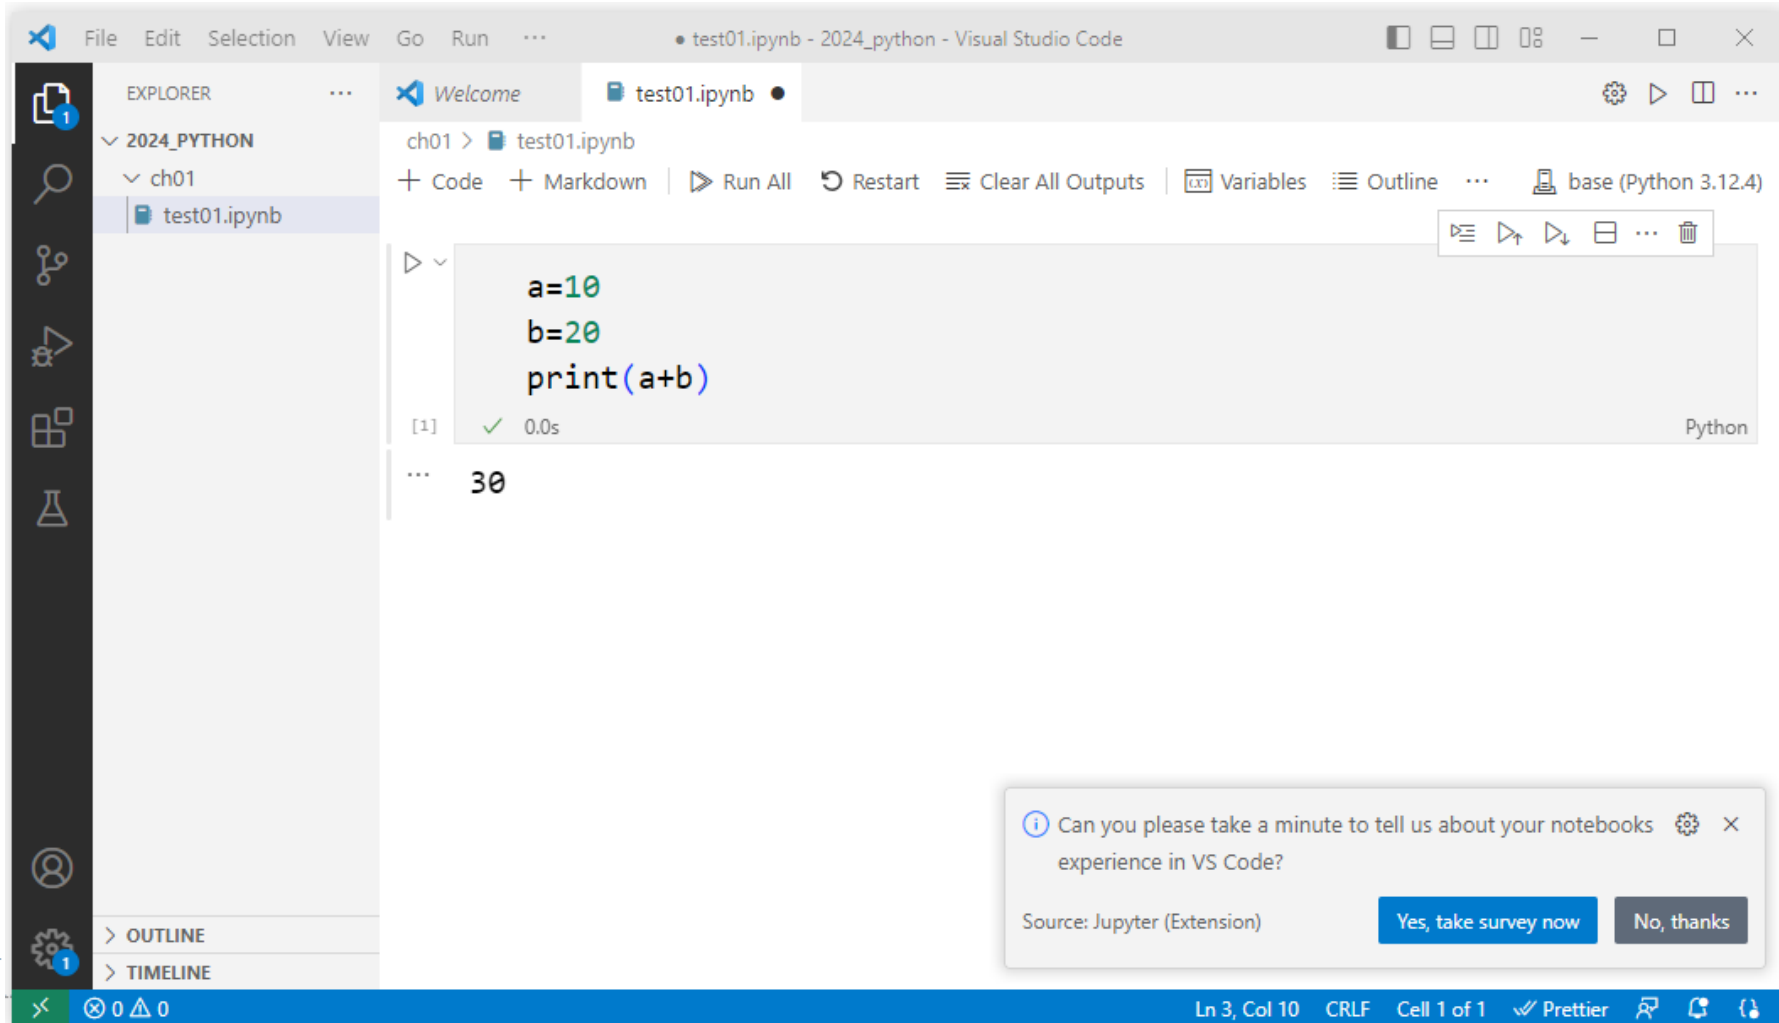 File Edit Selection View Go Run ··· ● test01.ipynb - 2024_python - Visual Studio Code
EXPLORER ···
2024_PYTHON
ch01
test01.ipynb
OUTLINE
TIMELINE
Welcome test01.ipynb ●
ch01 > test01.ipynb
+ Code + Markdown Run All Restart Clear All Outputs Variables Outline ··· base (Python 3.12.4)
a=10
b=20
print(a+b)
[1] ✓ 0.0s Python
··· 30
Can you please take a minute to tell us about your notebooks
experience in VS Code?
Source: Jupyter (Extension) Yes, take survey now No, thanks
1
1
0 0 Ln 3, Col 10 CRLF Cell 1 of 1 Prettier